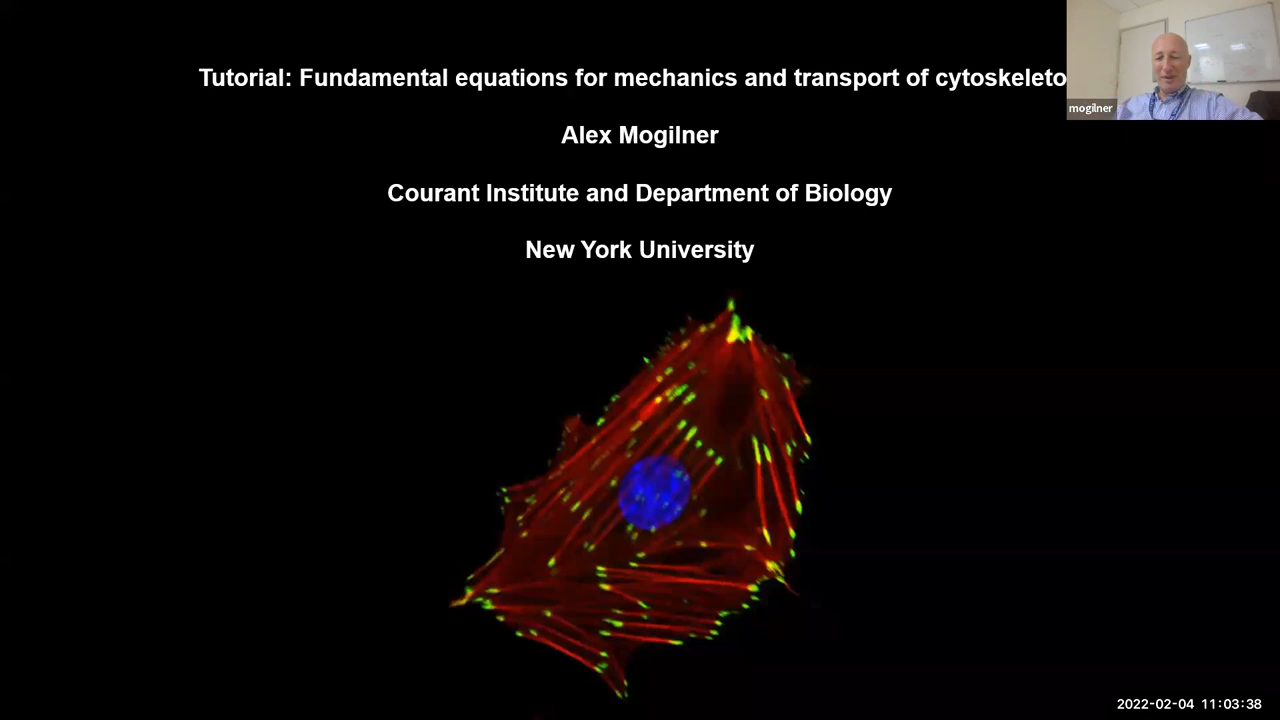 Tutorial: Fundamental equations for mechanics and transport of cytoskeleto
mogilner
Alex Mogilner
Courant Institute and Department of Biology
New York University
2022-02-04 11:03:38